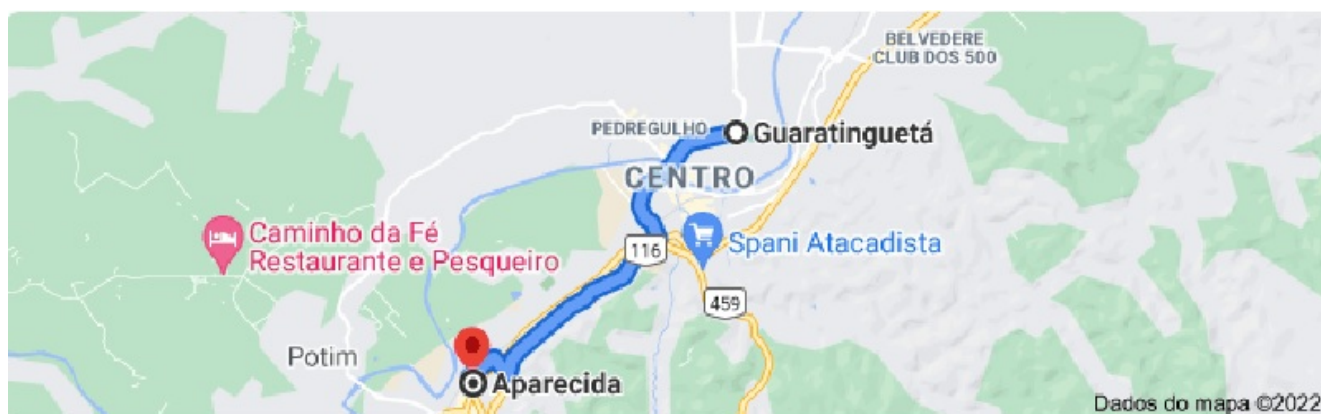 BELVEDERE
CLUB DOS 500
PEDREGULHO
Guaratinguetá
CENTRO
Caminho da Fé
Restaurante e Pesqueiro
116
Spani Atacadista
459
Potim
Aparecida
Dados do mapa ©2022